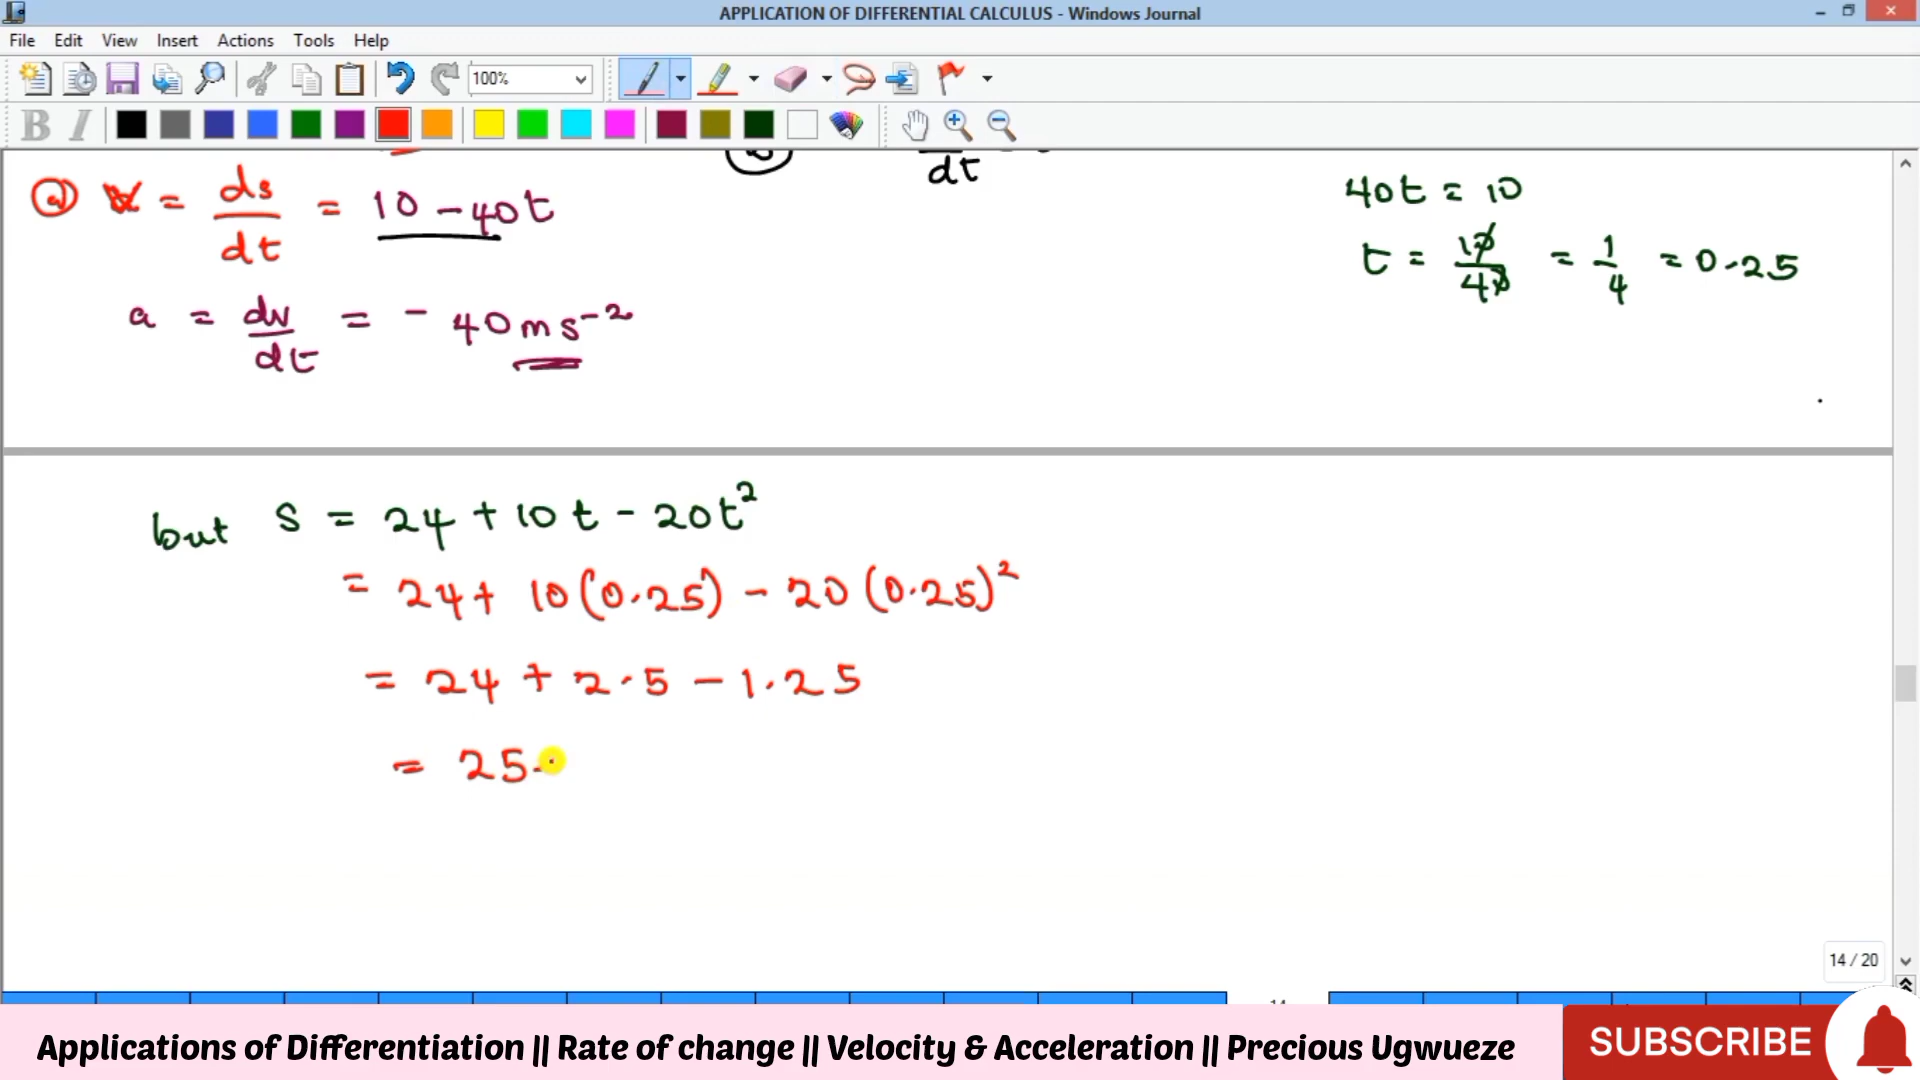 APPLICATION OF DIFFERENTIAL CALCULUS - Windows Journal
File Edit View Insert Actions Tools Help
100%
B I
dt
40t = 10
(a) v = ds/dt = 10 - 40t
t = 10/40 = 1/4 = 0.25
a = dv/dt = - 40ms⁻²
but S = 24 + 10t - 20t²
= 24 + 10(0.25) - 20(0.25)²
= 24 + 2.5 - 1.25
= 25.
14 / 20
Applications of Differentiation || Rate of change || Velocity & Acceleration || Precious Ugwueze
SUBSCRIBE